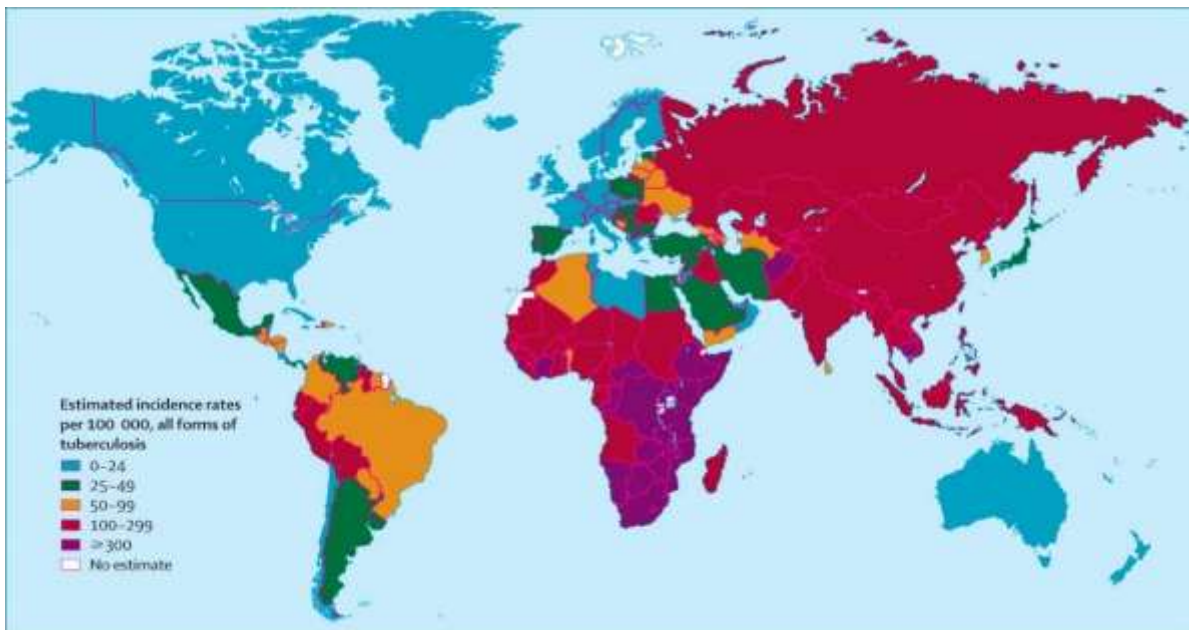 Estimated incidence rates
per 100 000, all forms of
tuberculosis
0–24
25–49
50–99
100–299
≥300
No estimate